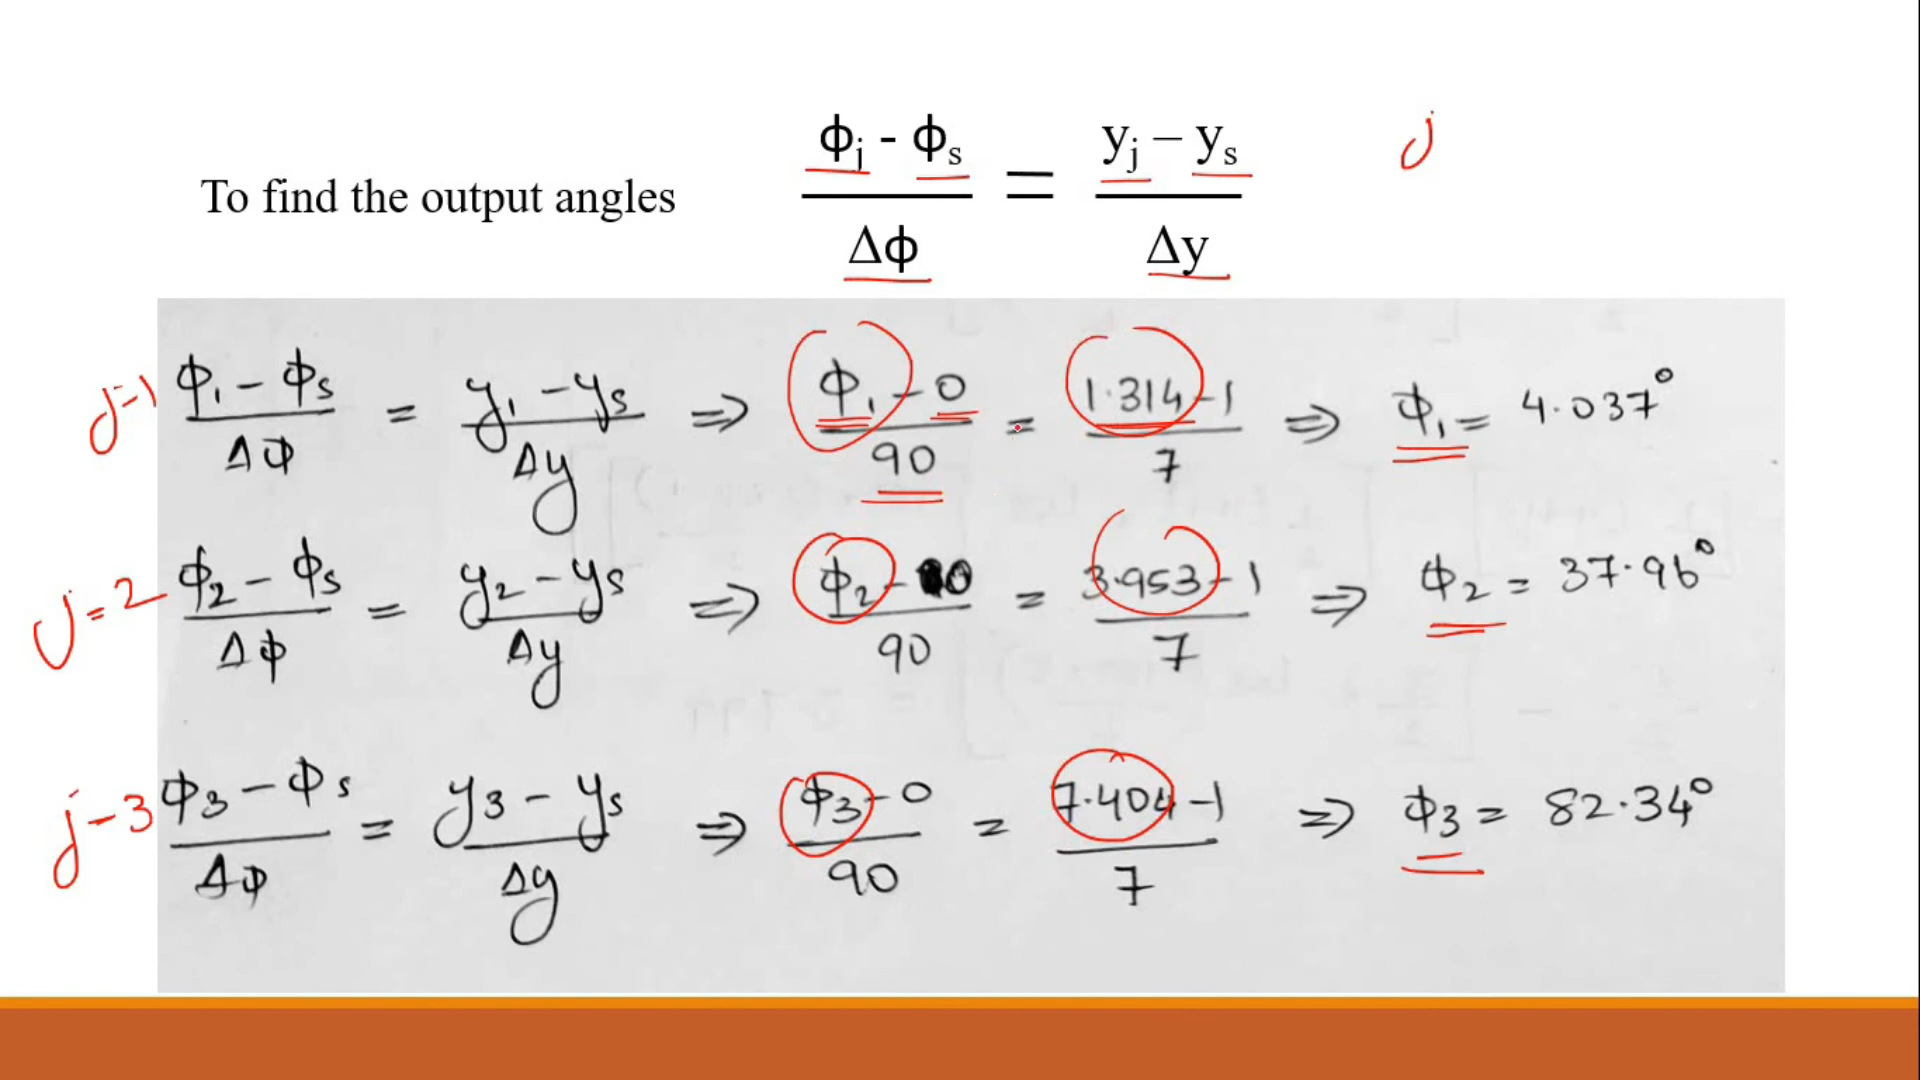 ϕj - ϕs / Δϕ = yj – ys / Δy
j
To find the output angles
j=1 ϕ1 - ϕs / Δϕ = y1 - ys / Δy ⇒ ϕ1 - 0 / 90 = 1.314-1 / 7 ⇒ ϕ1 = 4.037°
j=2 ϕ2 - ϕs / Δϕ = y2 - ys / Δy ⇒ ϕ2 - 0 / 90 = 3.953-1 / 7 ⇒ ϕ2 = 37.96°
j=3 ϕ3 - ϕs / Δϕ = y3 - ys / Δy ⇒ ϕ3 - 0 / 90 = 7.404-1 / 7 ⇒ ϕ3 = 82.34°